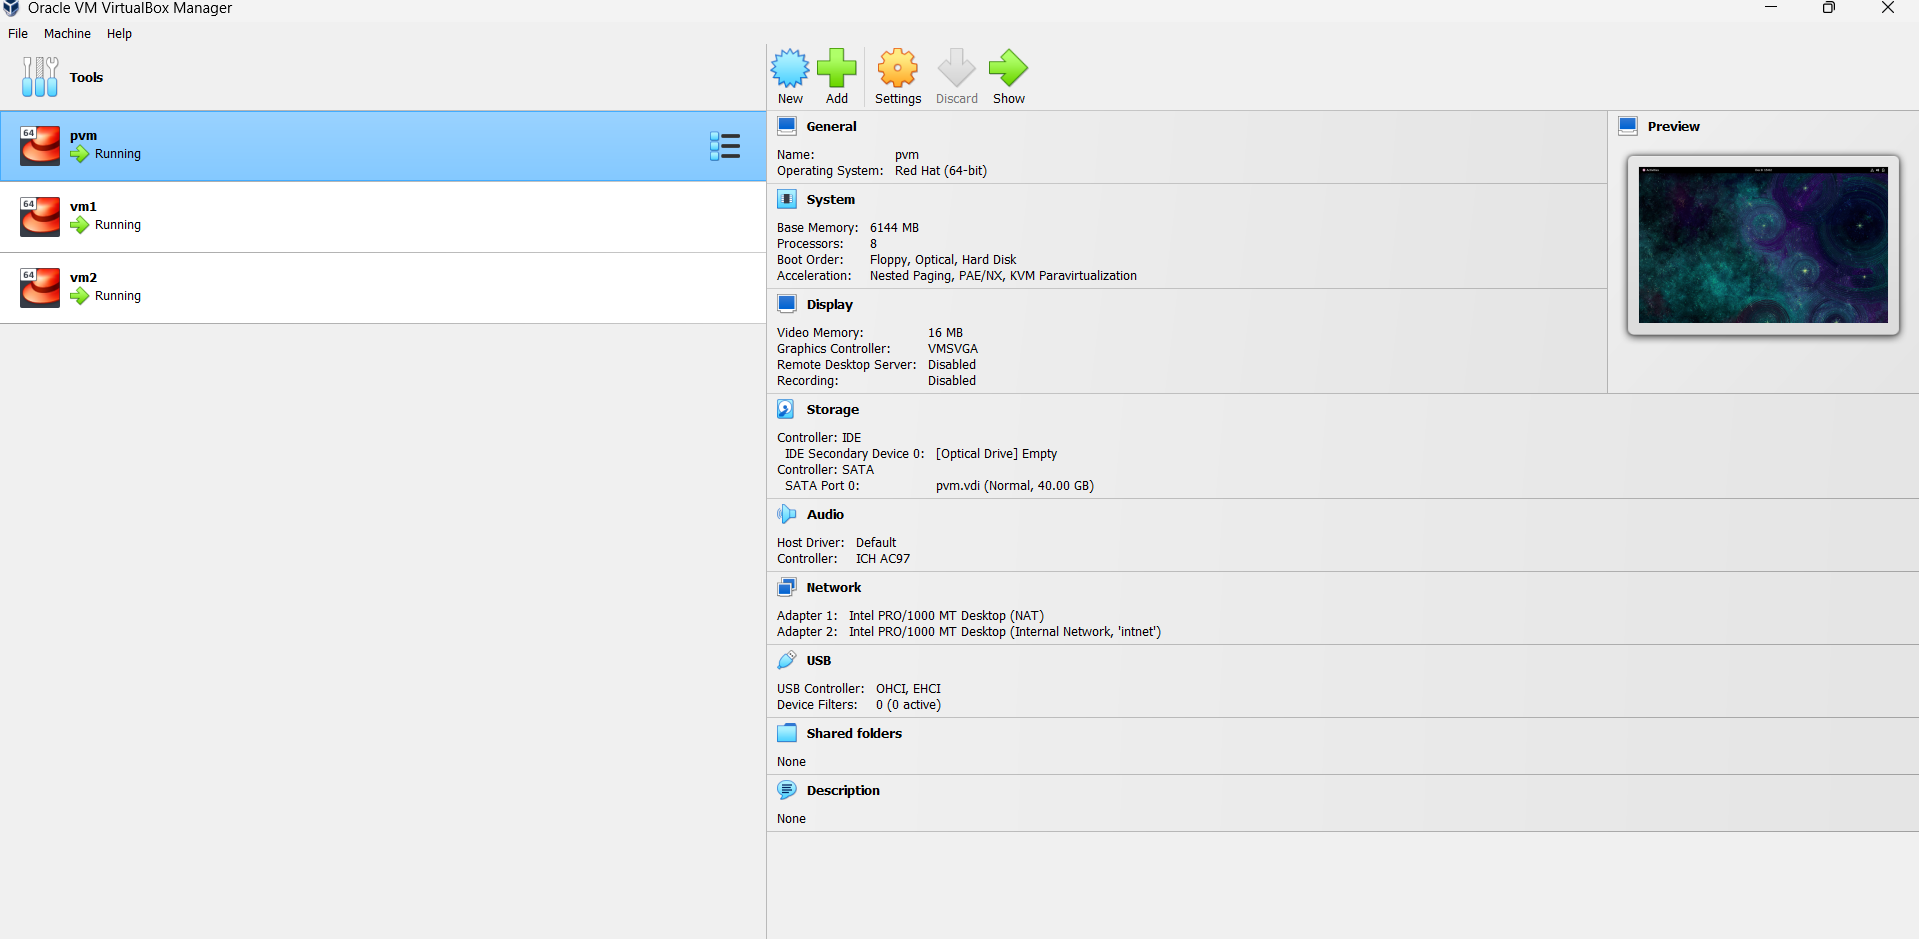 Oracle VM VirtualBox Manager
File Machine Help
Tools
64 pvm
Running
64 vm1
Running
64 vm2
Running
New Add Settings Discard Show
General
Name: pvm
Operating System: Red Hat (64-bit)
System
Base Memory: 6144 MB
Processors: 8
Boot Order: Floppy, Optical, Hard Disk
Acceleration: Nested Paging, PAE/NX, KVM Paravirtualization
Display
Video Memory: 16 MB
Graphics Controller: VMSVGA
Remote Desktop Server: Disabled
Recording: Disabled
Preview
Storage
Controller: IDE
IDE Secondary Device 0: [Optical Drive] Empty
Controller: SATA
SATA Port 0: pvm.vdi (Normal, 40.00 GB)
Audio
Host Driver: Default
Controller: ICH AC97
Network
Adapter 1: Intel PRO/1000 MT Desktop (NAT)
Adapter 2: Intel PRO/1000 MT Desktop (Internal Network, 'intnet')
USB
USB Controller: OHCI, EHCI
Device Filters: 0 (0 active)
Shared folders
None
Description
None